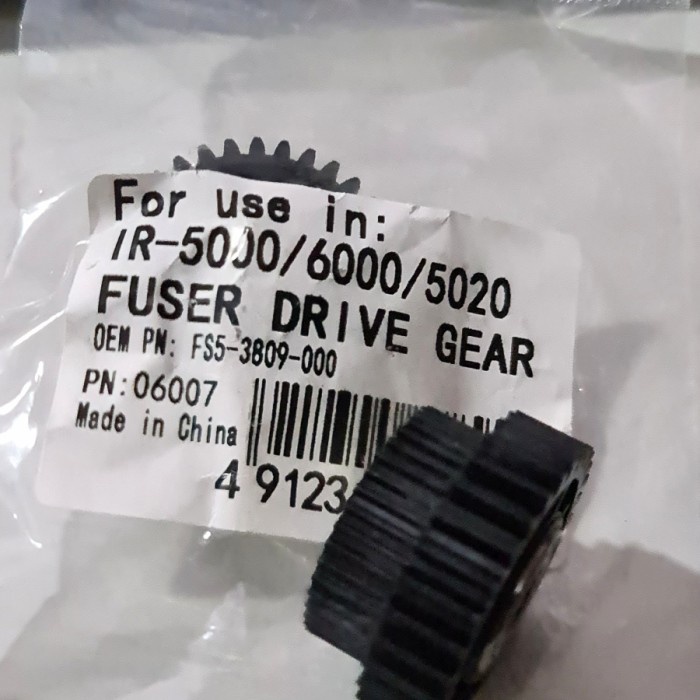 For use in:
IR-5000/6000/5020
FUSER DRIVE GEAR
OEM PN: FS5-3809-000
PN:06007
Made in China
4 9123